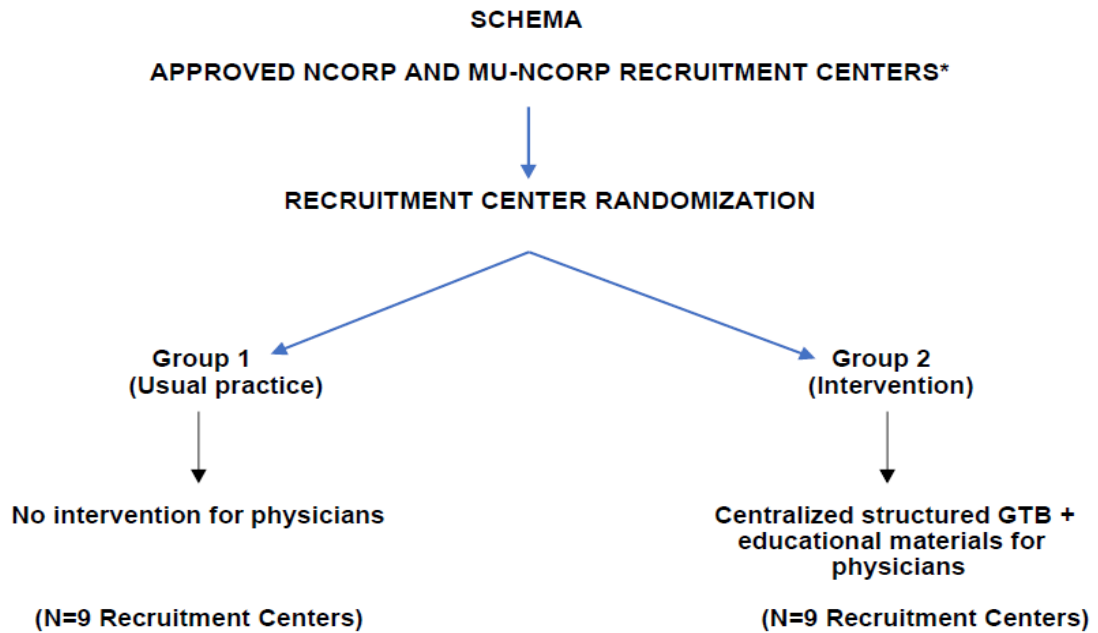 SCHEMA
APPROVED NCORP AND MU-NCORP RECRUITMENT CENTERS*
RECRUITMENT CENTER RANDOMIZATION
Group 1
(Usual practice)
Group 2
(Intervention)
No intervention for physicians
Centralized structured GTB +
educational materials for
physicians
(N=9 Recruitment Centers)
(N=9 Recruitment Centers)